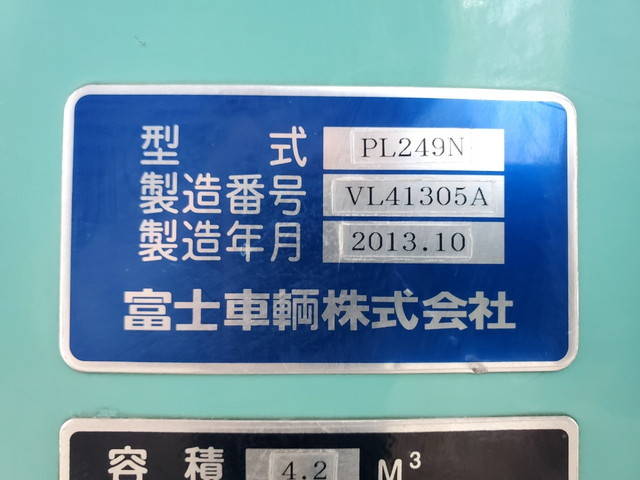 型 式 PL249N
製造番号 VL41305A
製造年月 2013.10
富士車輌株式会社
容 積 4.2 M³